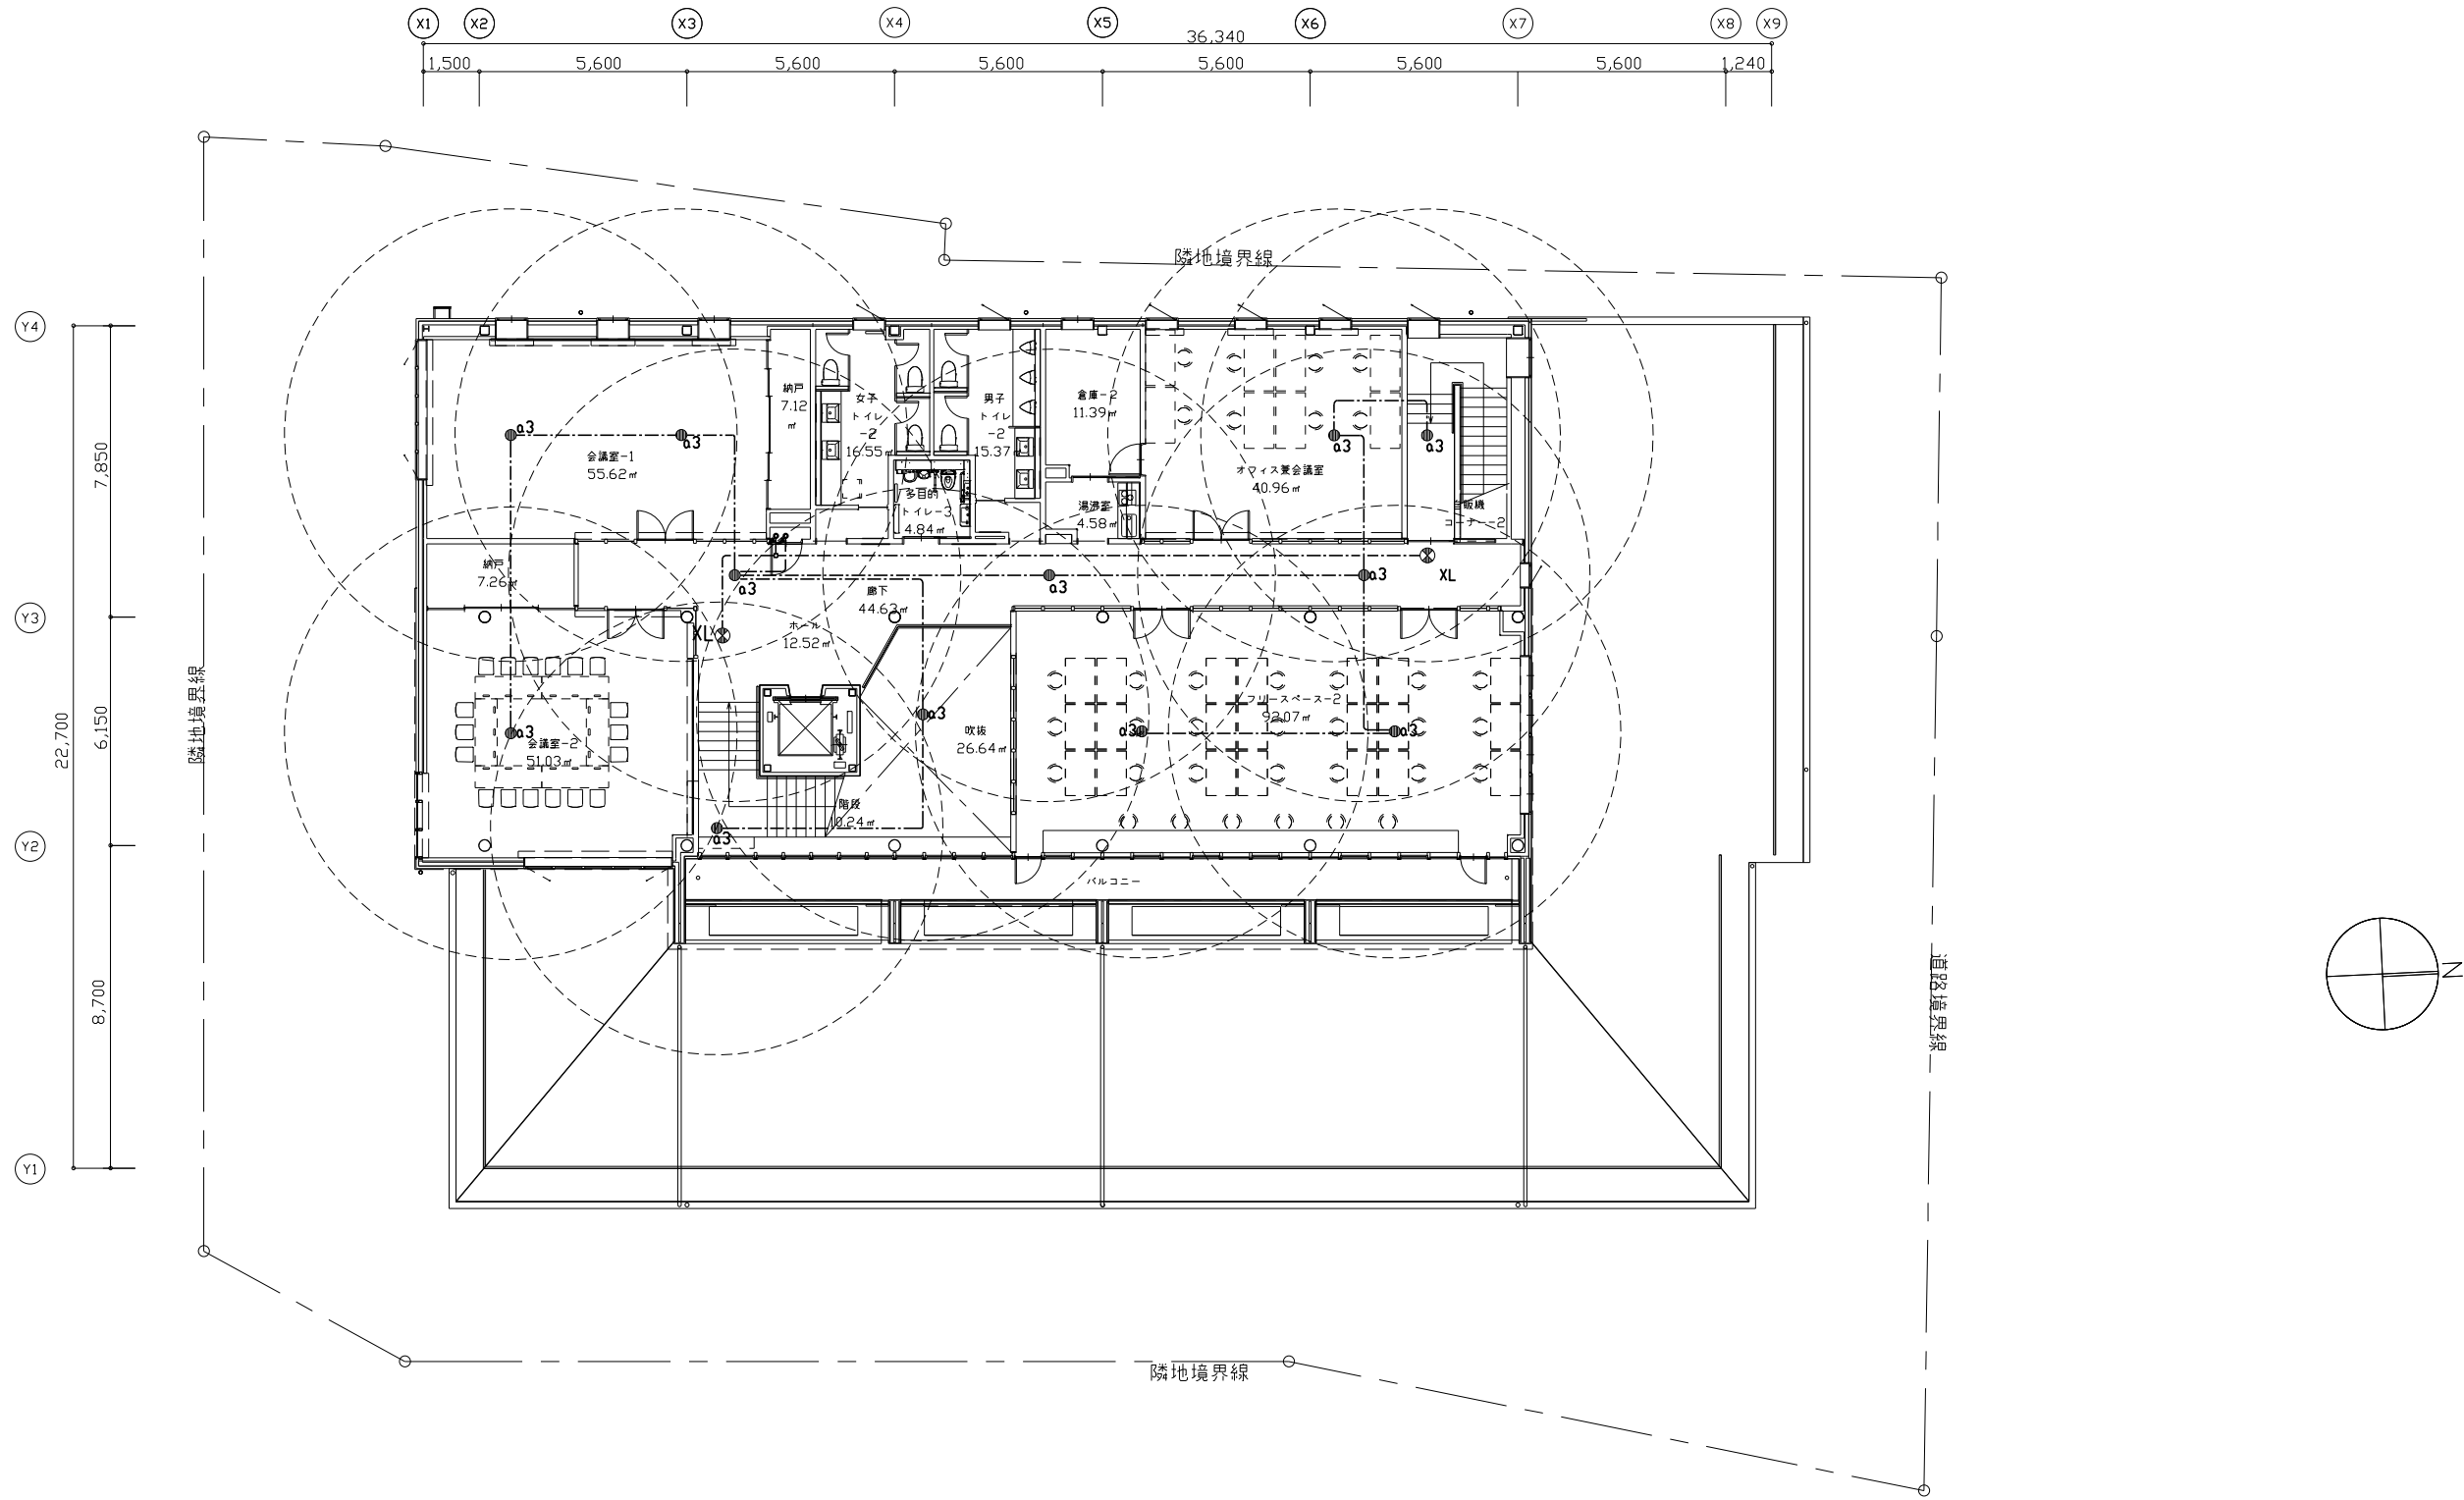 X1 X2 X3 X4 X5 X6 X7 X8 X9
36,340
1,500 5,600 5,600 5,600 5,600 5,600 5,600 1,240
隣地境界線
Y4
7,850
Y3
22,700
6,150
Y2
8,700
Y1
隣地境界線
納戸
7.12
㎡
女子
トイレ
-2
16.55㎡
男子
トイレ
-2
15.37㎡
倉庫-2
11.39㎡
a3
a3
会議室-1
55.62㎡
a3
a3
オフィス兼会議室
40.96㎡
多目的
トイレ-3
4.84㎡
湯沸室
4.58㎡
自販機
コーナー-2
納戸
7.26㎡
a3
a3
a3
XL
廊下
44.63㎡
XL
ホール
12.52㎡
a3
会議室-2
51.03㎡
a3
吹抜
26.64㎡
フリースペース-2
92.07㎡
a3
a3
階段
10.24㎡
a3
バルコニー
道路境界線
N
隣地境界線